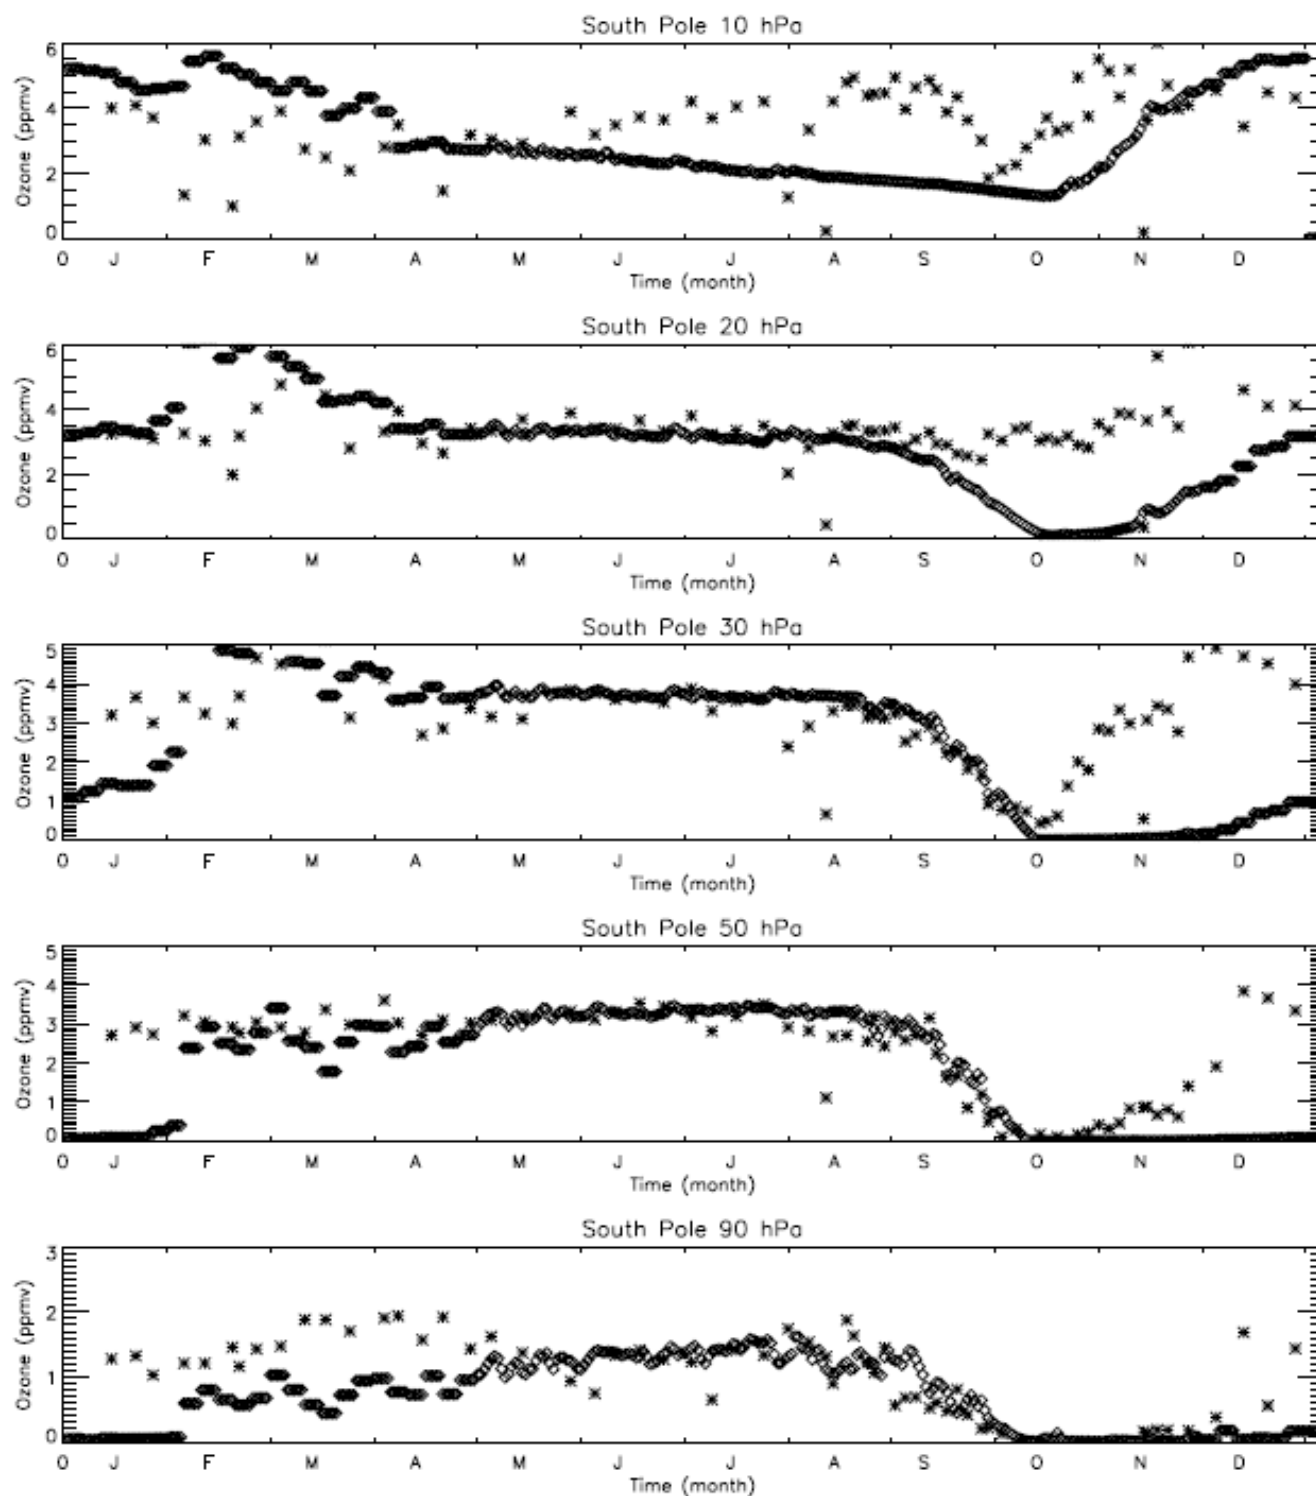 South Pole 10 hPa
6
4
2
0
Ozone (ppmv)
O J F M A M J J A S O N D
Time (month)
South Pole 20 hPa
6
4
2
0
Ozone (ppmv)
O J F M A M J J A S O N D
Time (month)
South Pole 30 hPa
5
4
3
2
1
0
Ozone (ppmv)
O J F M A M J J A S O N D
Time (month)
South Pole 50 hPa
5
4
3
2
1
0
Ozone (ppmv)
O J F M A M J J A S O N D
Time (month)
South Pole 90 hPa
3
2
1
0
Ozone (ppmv)
O J F M A M J J A S O N D
Time (month)